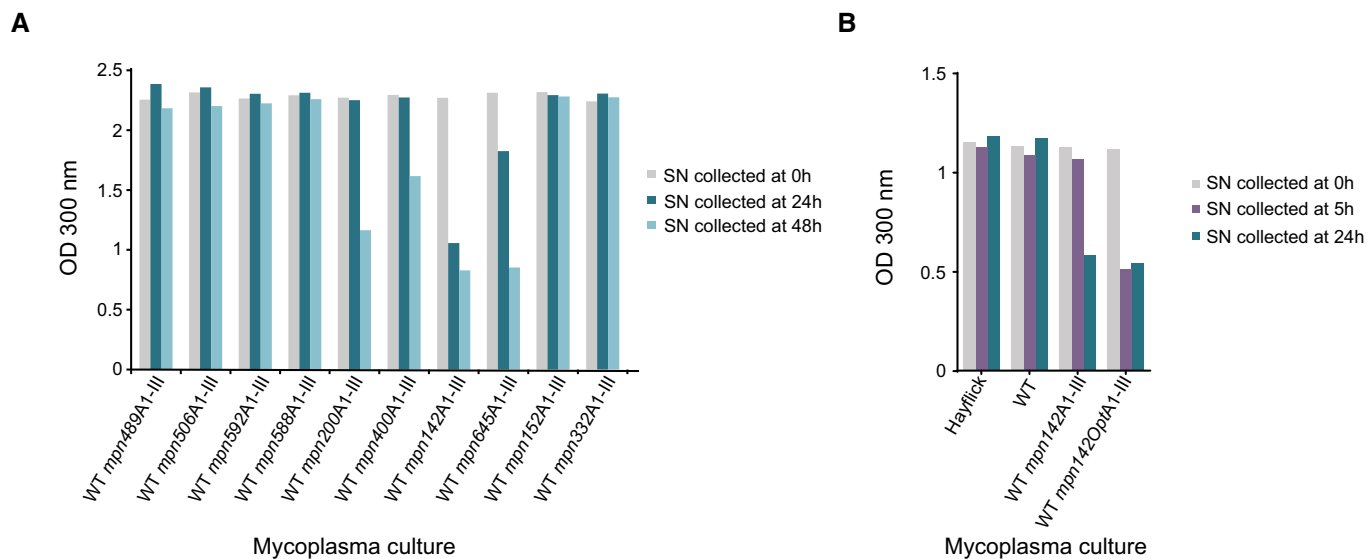 A
OD 300 nm
2.5
2
1.5
1
0.5
0
WT mpn489A1-III
WT mpn506A1-III
WT mpn592A1-III
WT mpn588A1-III
WT mpn200A1-III
WT mpn400A1-III
WT mpn142A1-III
WT mpn645A1-III
WT mpn152A1-III
WT mpn332A1-III
Mycoplasma culture
SN collected at 0h
SN collected at 24h
SN collected at 48h
B
OD 300 nm
1.5
1
0.5
0
Hayflick
WT
WT mpn142A1-III
WT mpn142OptA1-III
Mycoplasma culture
SN collected at 0h
SN collected at 5h
SN collected at 24h